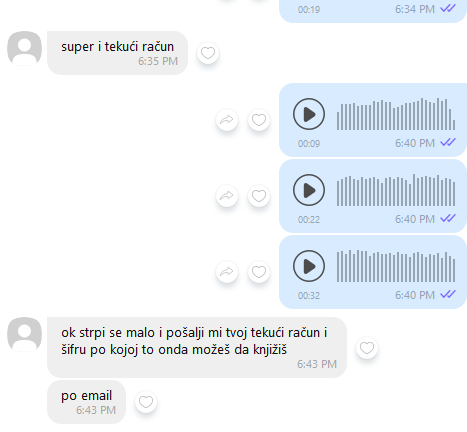 00:19 6:34 PM
super i tekući račun
6:35 PM
00:09 6:40 PM
00:22 6:40 PM
00:32 6:40 PM
ok strpi se malo i pošalji mi tvoj tekući račun i
šifru po kojoj to onda možeš da knjižiš
6:43 PM
po email
6:43 PM